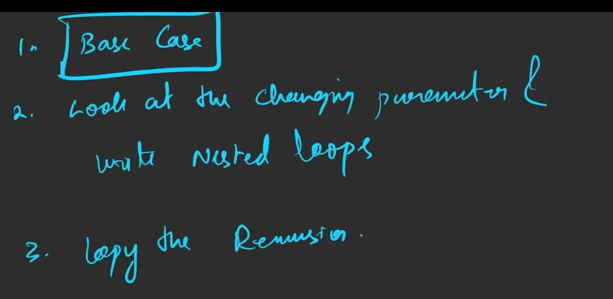 1. Base Case
2. Look at the changing parameter &
write Nested loops
3. Copy the Recursion.